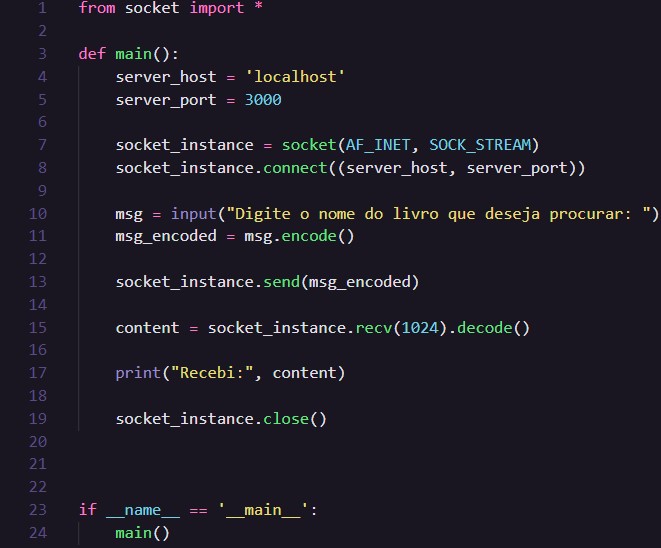 1 from socket import *
2
3 def main():
4     server_host = 'localhost'
5     server_port = 3000
6
7     socket_instance = socket(AF_INET, SOCK_STREAM)
8     socket_instance.connect((server_host, server_port))
9
10     msg = input("Digite o nome do livro que deseja procurar: ")
11     msg_encoded = msg.encode()
12
13     socket_instance.send(msg_encoded)
14
15     content = socket_instance.recv(1024).decode()
16
17     print("Recebi:", content)
18
19     socket_instance.close()
20
21
22
23 if __name__ == '__main__':
24     main()